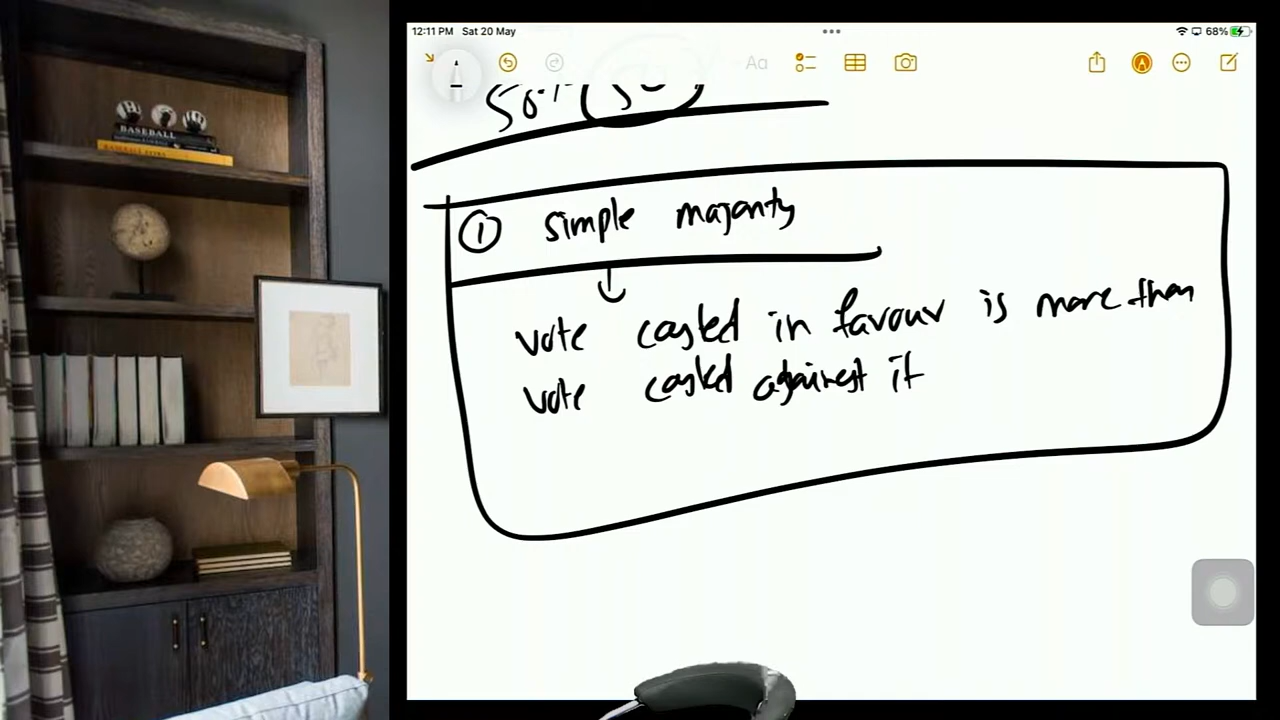 12:11 PM Sat 20 May
68%
Aa
50%
① simple majority
vote casted in favour is more than
vote casted against it
BASEBALL